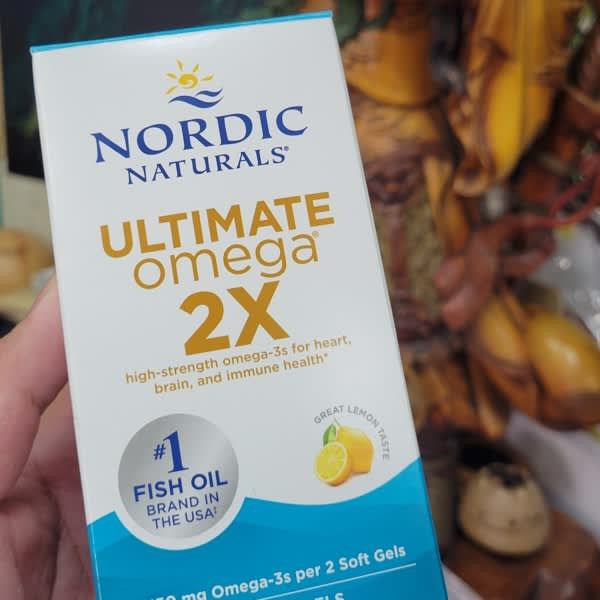 NORDIC
NATURALS®
ULTIMATE
omega®
2X
high-strength omega-3s for heart,
brain, and immune health*
GREAT LEMON TASTE
#1
FISH OIL
BRAND IN
THE USA‡
mg Omega-3s per 2 Soft Gels